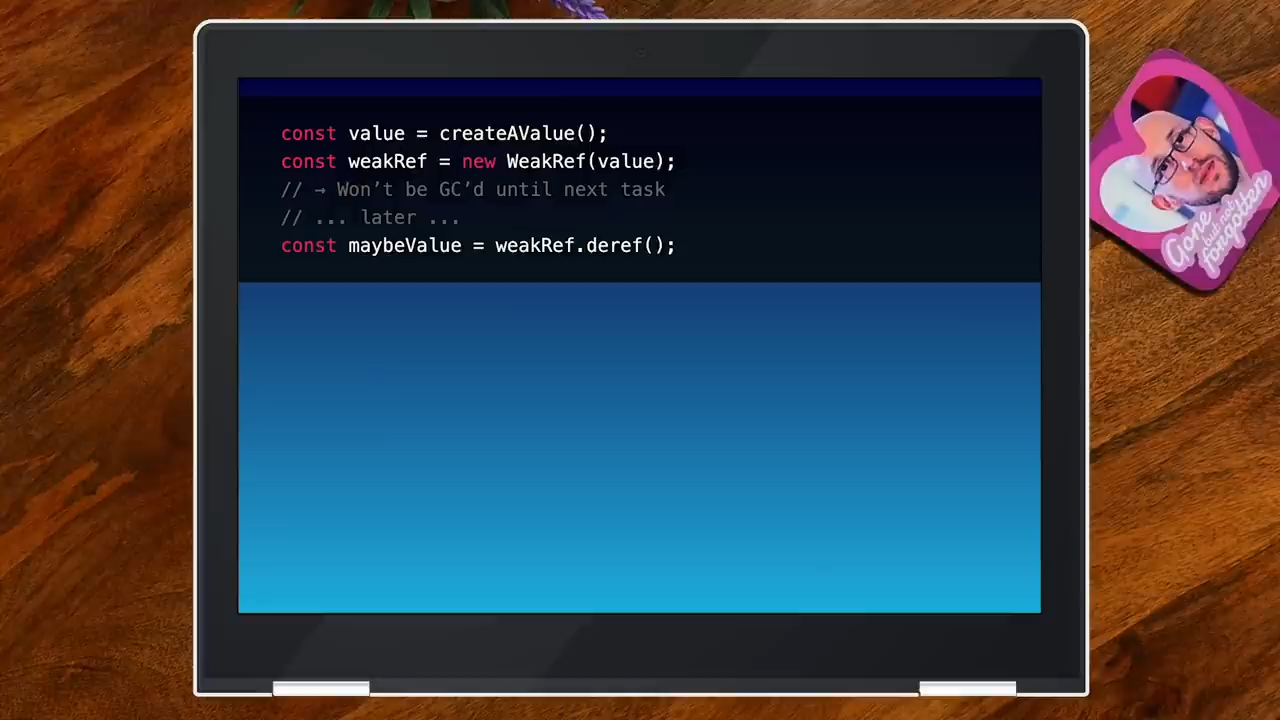 const value = createAValue();
const weakRef = new WeakRef(value);
// → Won’t be GC’d until next task
// ... later ...
const maybeValue = weakRef.deref();
Gone
but not
forgotten